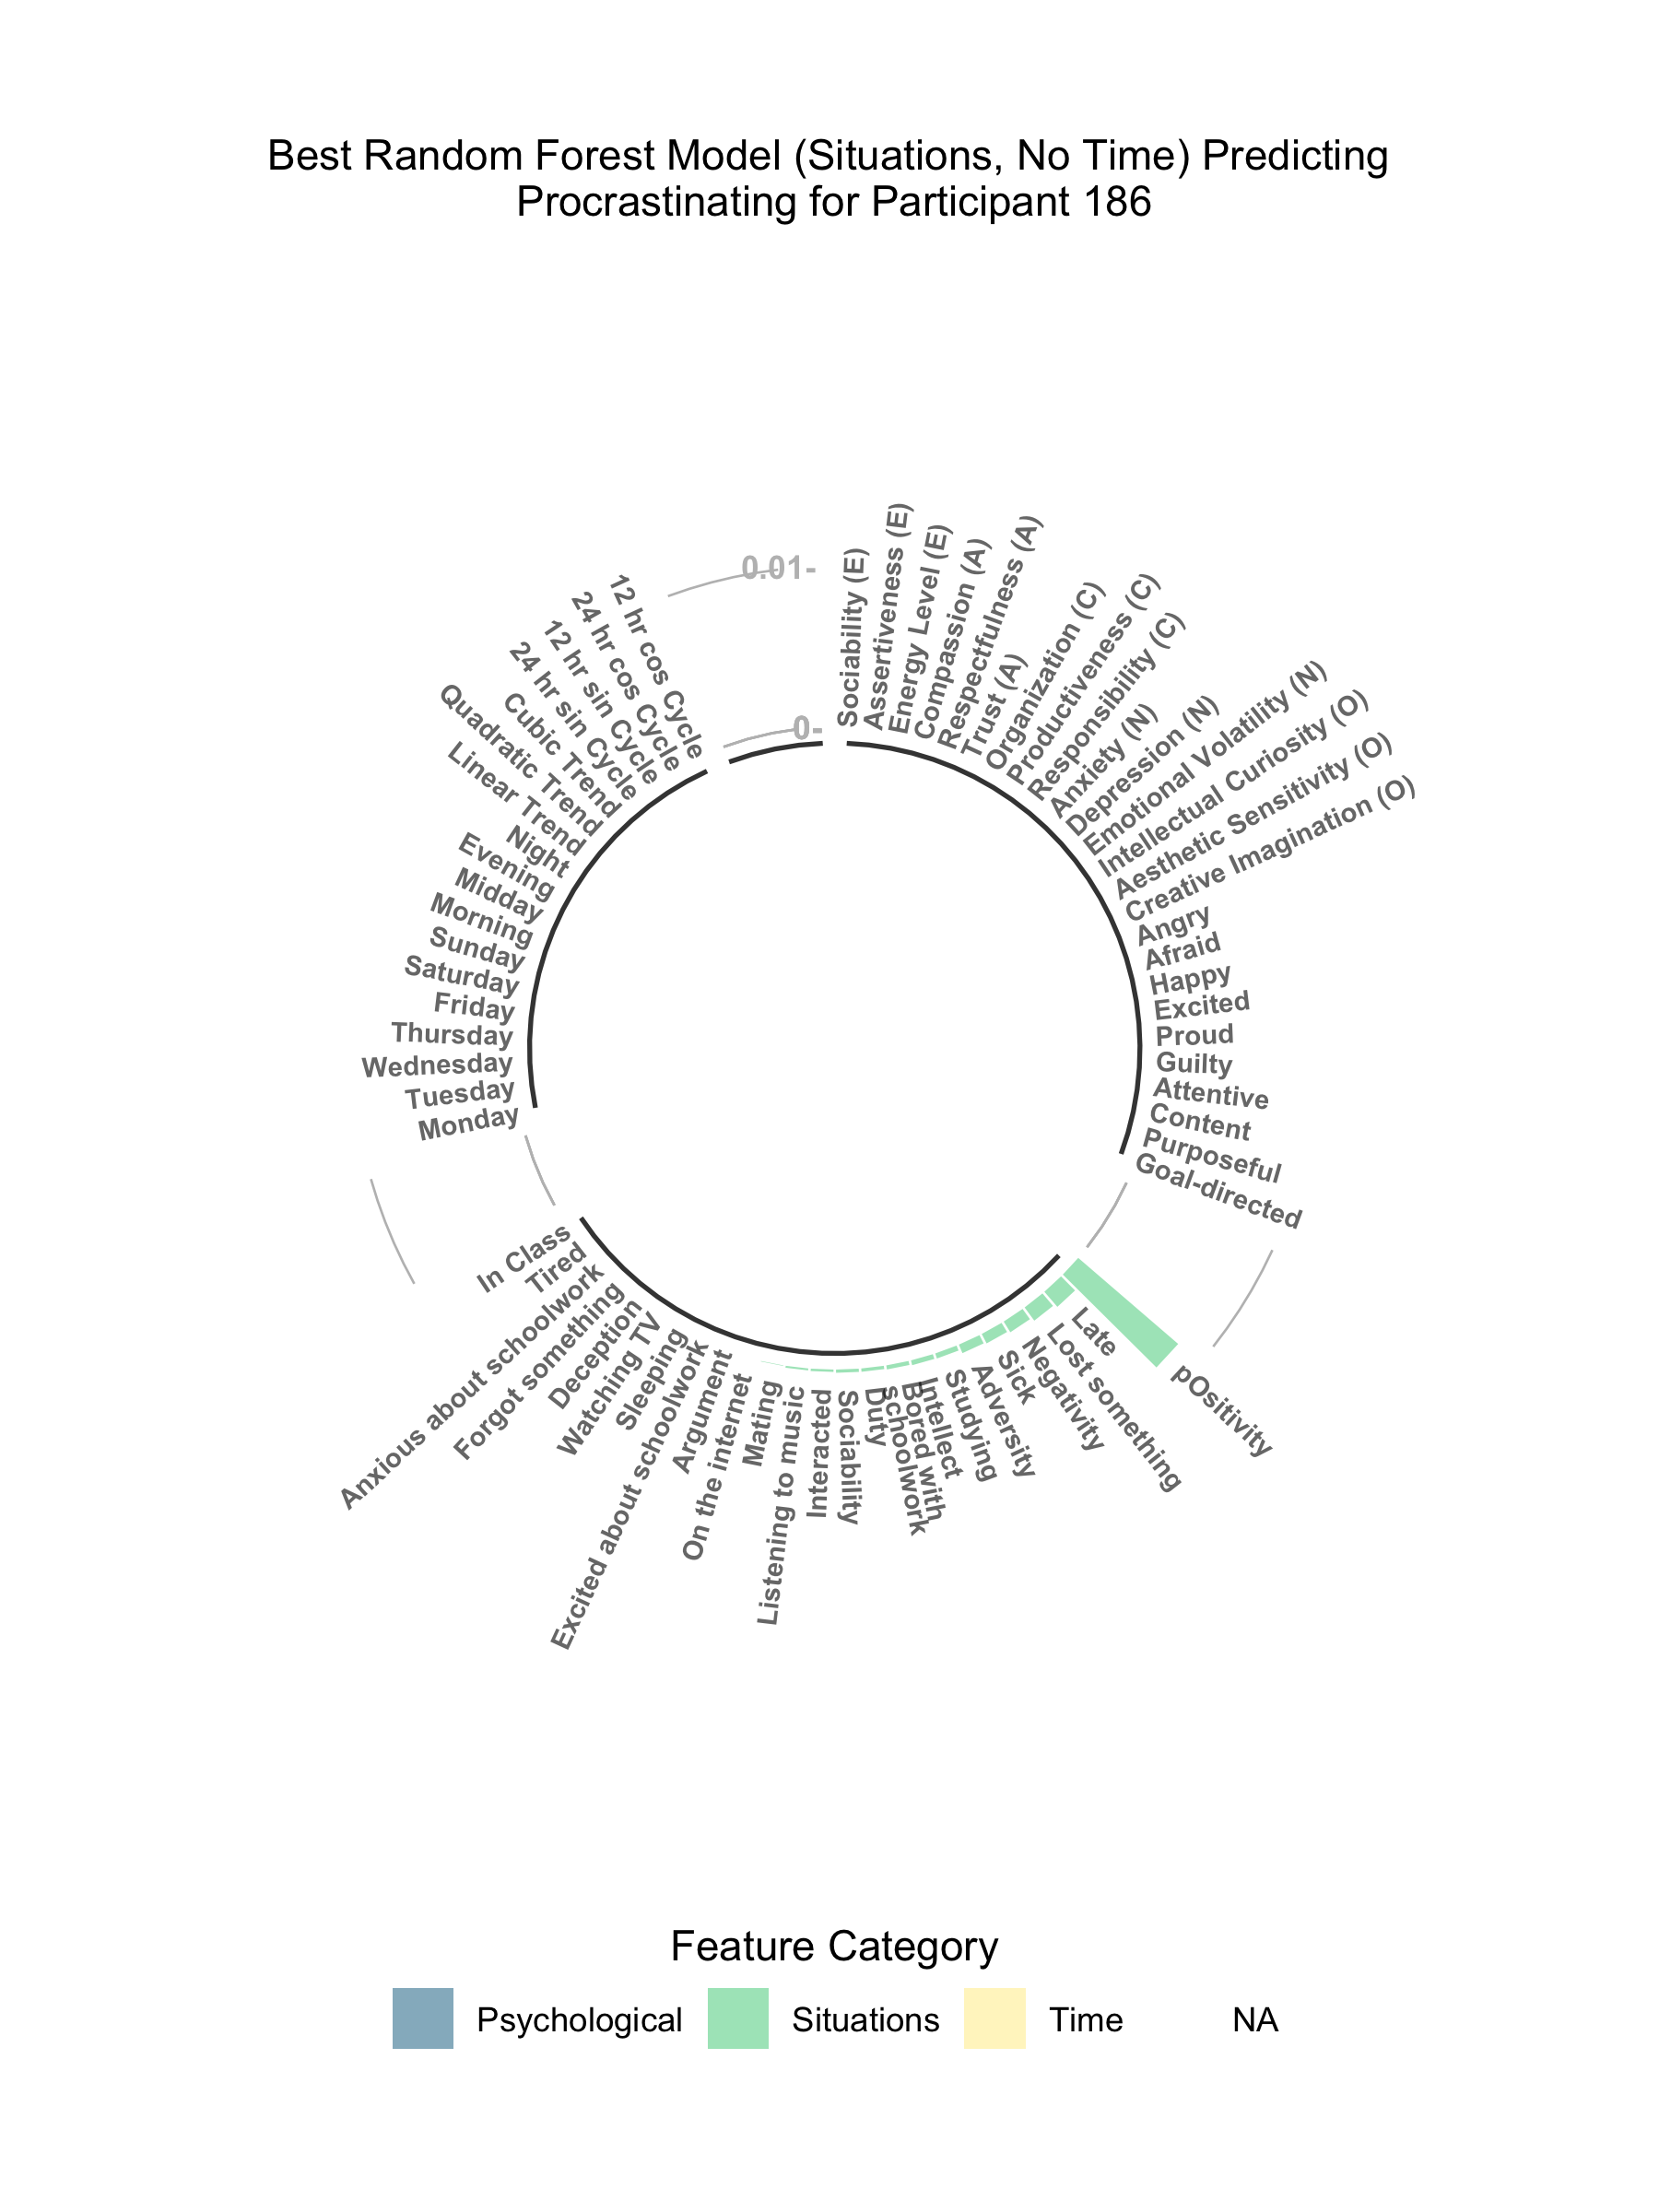 Best Random Forest Model (Situations, No Time) Predicting
Procrastinating for Participant 186
0.01-
0-
Sociability (E)
Assertiveness (E)
Energy Level (E)
Compassion (A)
Respectfulness (A)
Trust (A)
Organization (C)
Productiveness (C)
Responsibility (C)
Anxiety (N)
Depression (N)
Emotional Volatility (N)
Intellectual Curiosity (O)
Aesthetic Sensitivity (O)
Creative Imagination (O)
Angry
Afraid
Happy
Excited
Proud
Guilty
Attentive
Content
Purposeful
Goal-directed
pOsitivity
Late
Lost something
Negativity
Sick
Adversity
Studying
Intellect
Bored with
schoolwork
Duty
Sociability
Interacted
Listening to music
Mating
On the internet
Argument
Excited about schoolwork
Sleeping
Watching TV
Deception
Forgot something
Anxious about schoolwork
Tired
In Class
Monday
Tuesday
Wednesday
Thursday
Friday
Saturday
Sunday
Morning
Midday
Evening
Night
Linear Trend
Quadratic Trend
Cubic Trend
24 hr sin Cycle
12 hr sin Cycle
24 hr cos Cycle
12 hr cos Cycle
Feature Category
Psychological
Situations
Time
NA